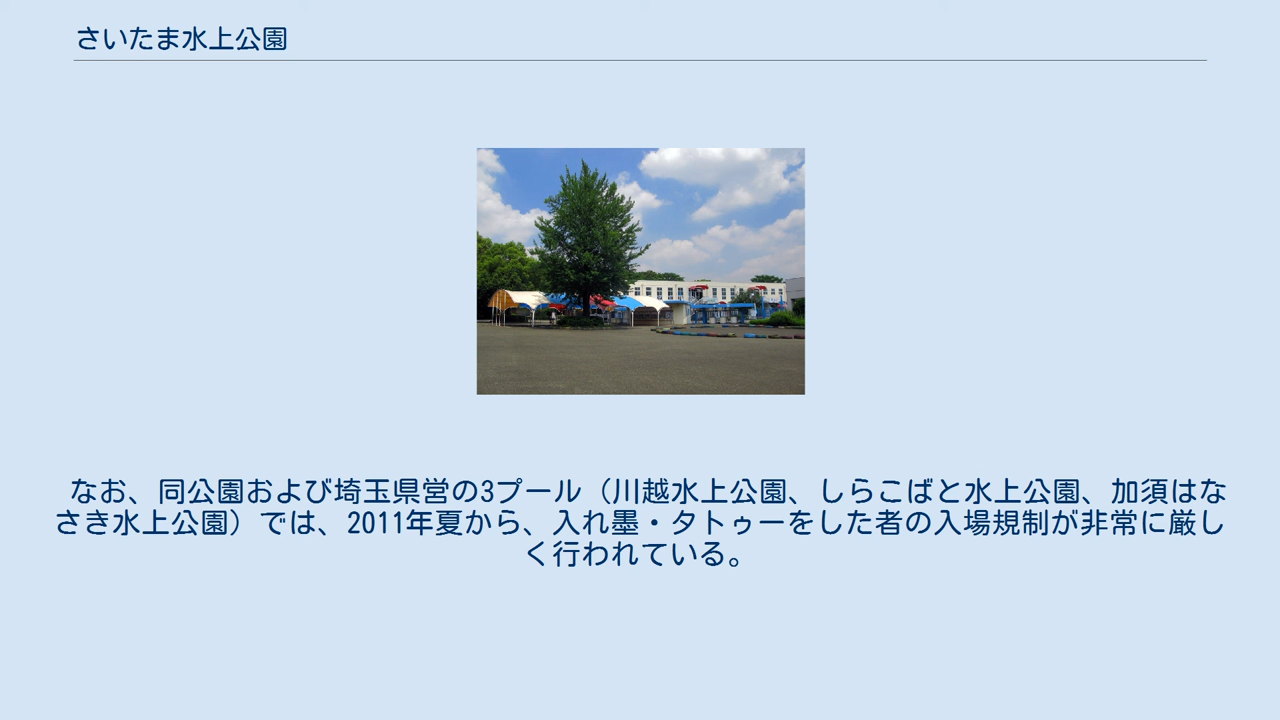 さいたま水上公園
なお、同公園および埼玉県営の3プール（川越水上公園、しらこばと水上公園、加須はな
さき水上公園）では、2011年夏から、入れ墨・タトゥーをした者の入場規制が非常に厳し
く行われている。